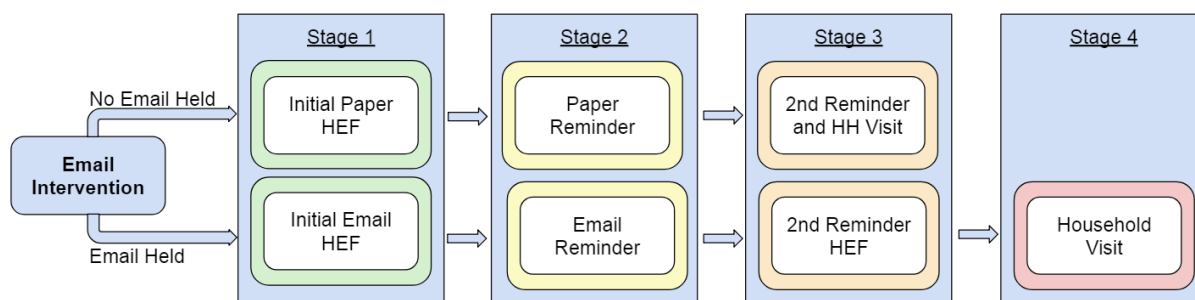 Stage 1
Stage 2
Stage 3
Stage 4
No Email Held
Initial Paper
HEF
Paper
Reminder
2nd Reminder
and HH Visit
Email
Intervention
Initial Email
HEF
Email
Reminder
2nd Reminder
HEF
Household
Visit
Email Held